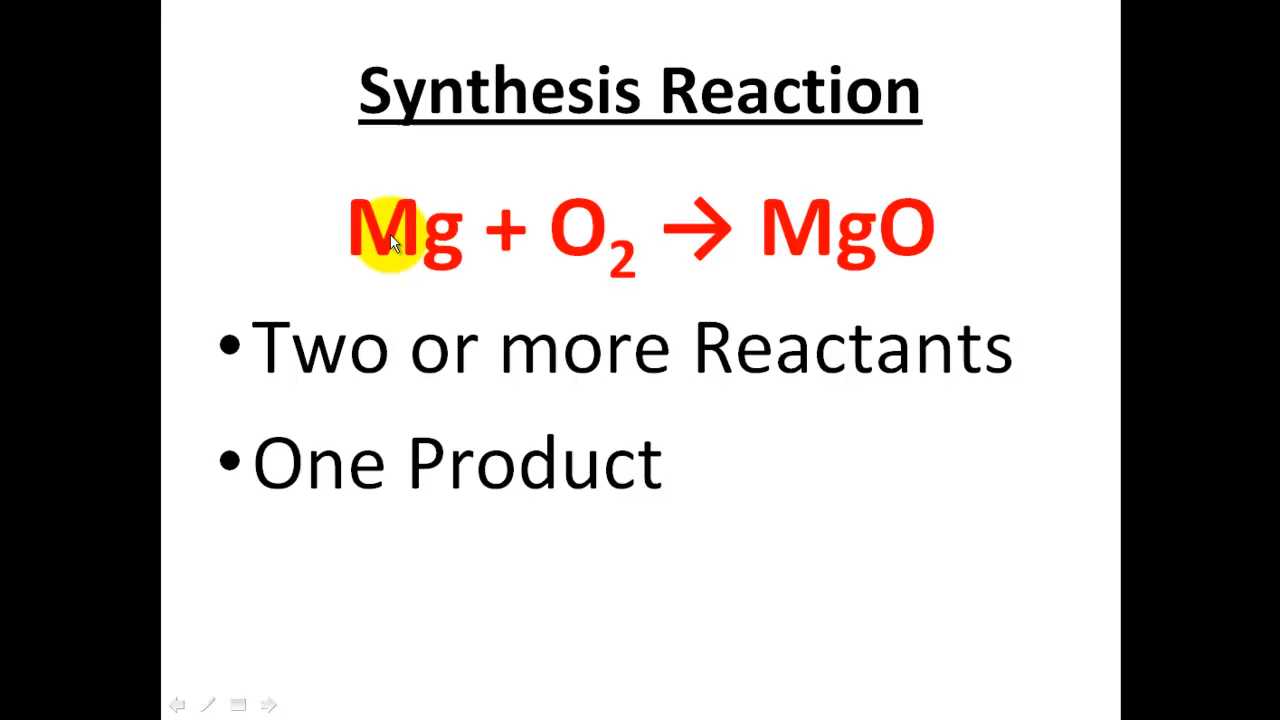 Synthesis Reaction
Mg + O₂ → MgO
•Two or more Reactants
•One Product